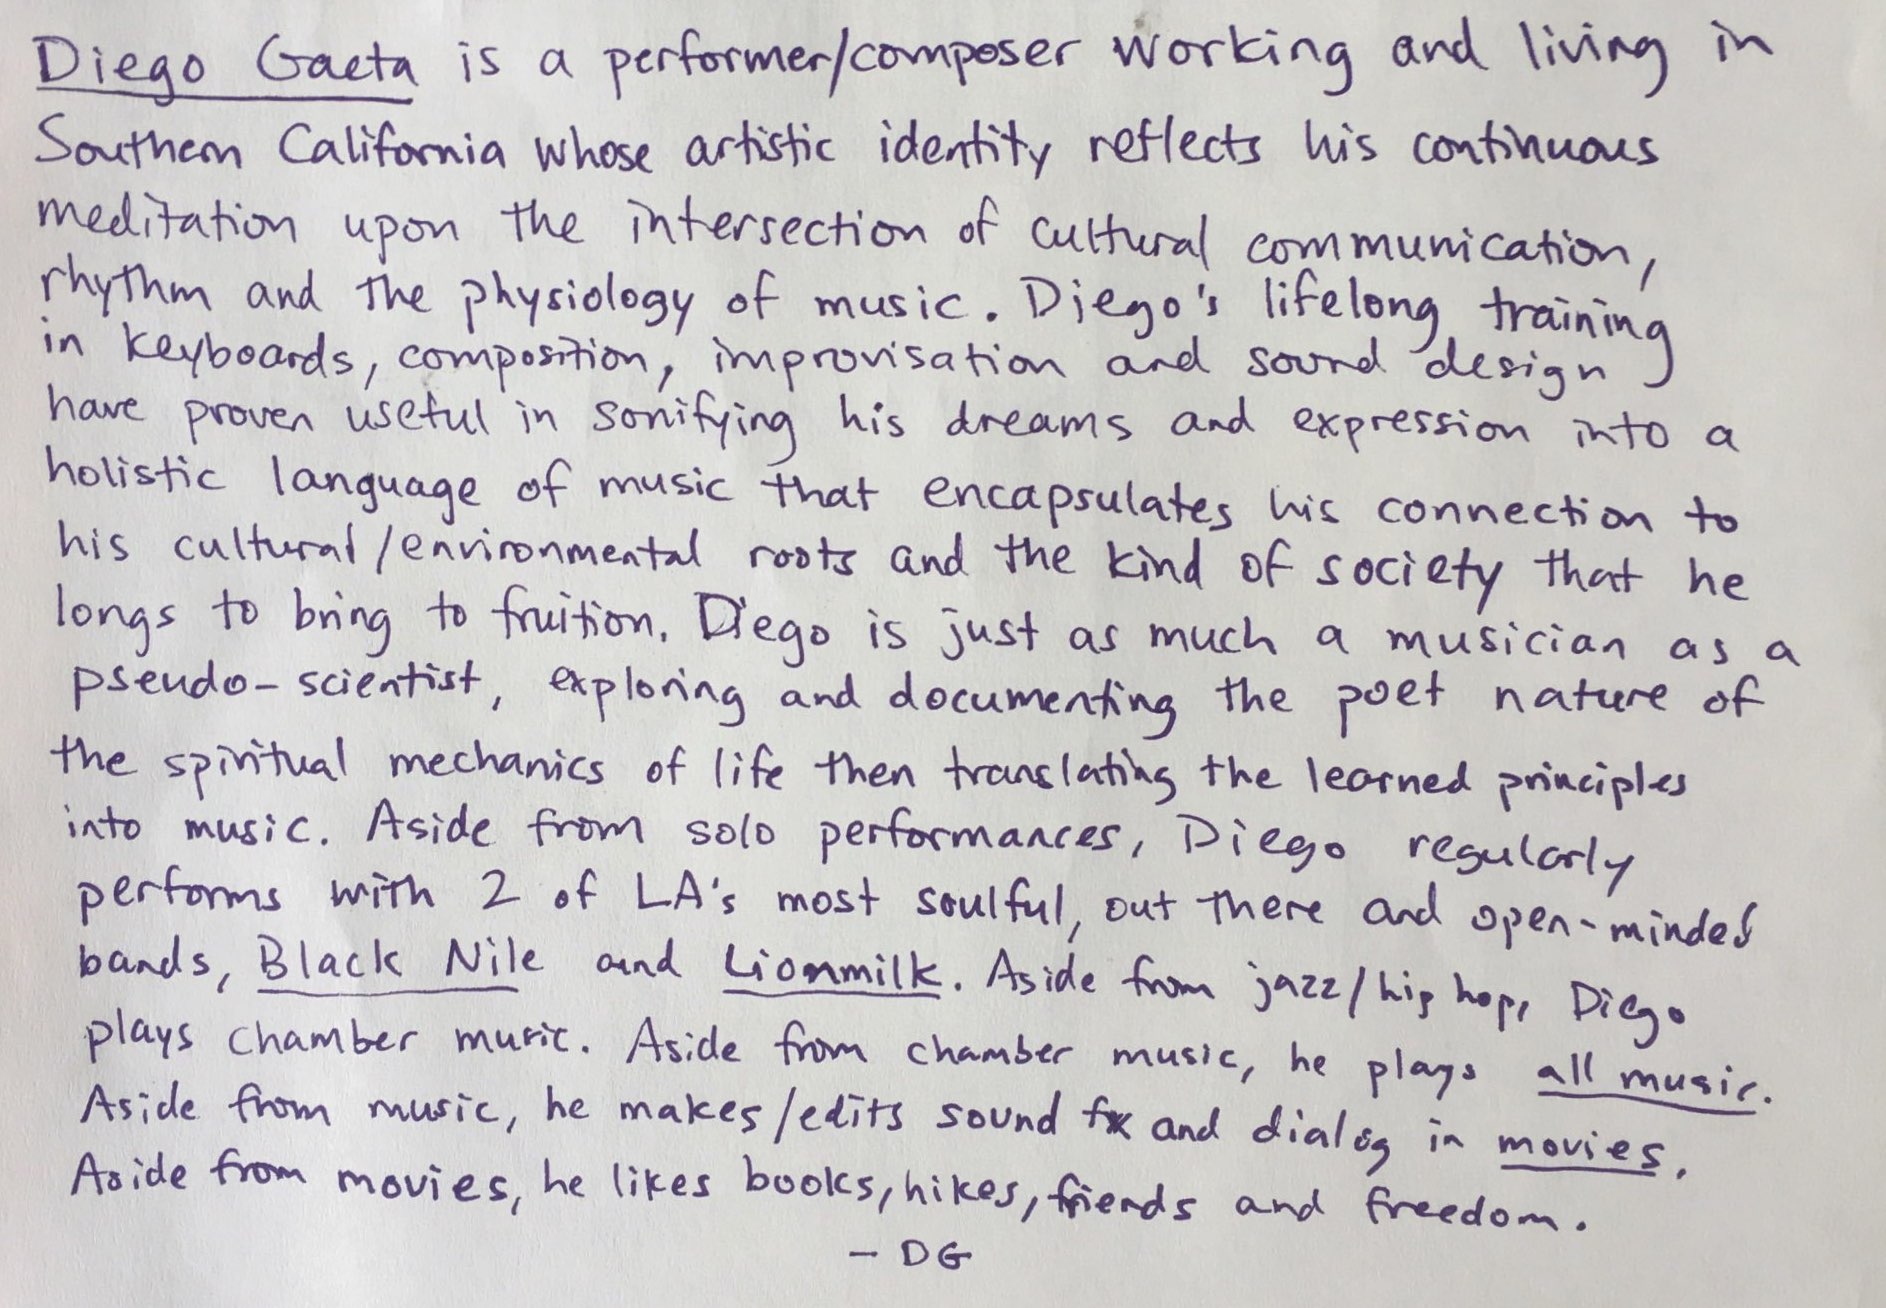 Diego Gaeta is a performer/composer working and living in
Southern California whose artistic identity reflects his continuous
meditation upon the intersection of cultural communication,
rhythm and the physiology of music. Diego's lifelong training
in keyboards, composition, improvisation and sound design
have proven useful in sonifying his dreams and expression into a
holistic language of music that encapsulates his connection to
his cultural/environmental roots and the kind of society that he
longs to bring to fruition. Diego is just as much a musician as a
pseudo-scientist, exploring and documenting the poet nature of
the spiritual mechanics of life then translating the learned principles
into music. Aside from solo performances, Diego regularly
performs with 2 of LA's most soulful, out there and open-minded
bands, Black Nile and Lionmilk. Aside from jazz/hip hop, Diego
plays chamber music. Aside from chamber music, he plays all music.
Aside from music, he makes/edits sound fx and dialog in movies.
Aside from movies, he likes books, hikes, friends and freedom.
- DG